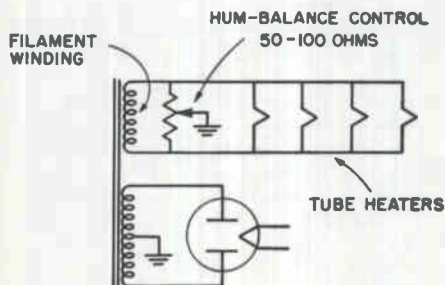 HUM-BALANCE CONTROL
50-100 OHMS
FILAMENT
WINDING
TUBE HEATERS